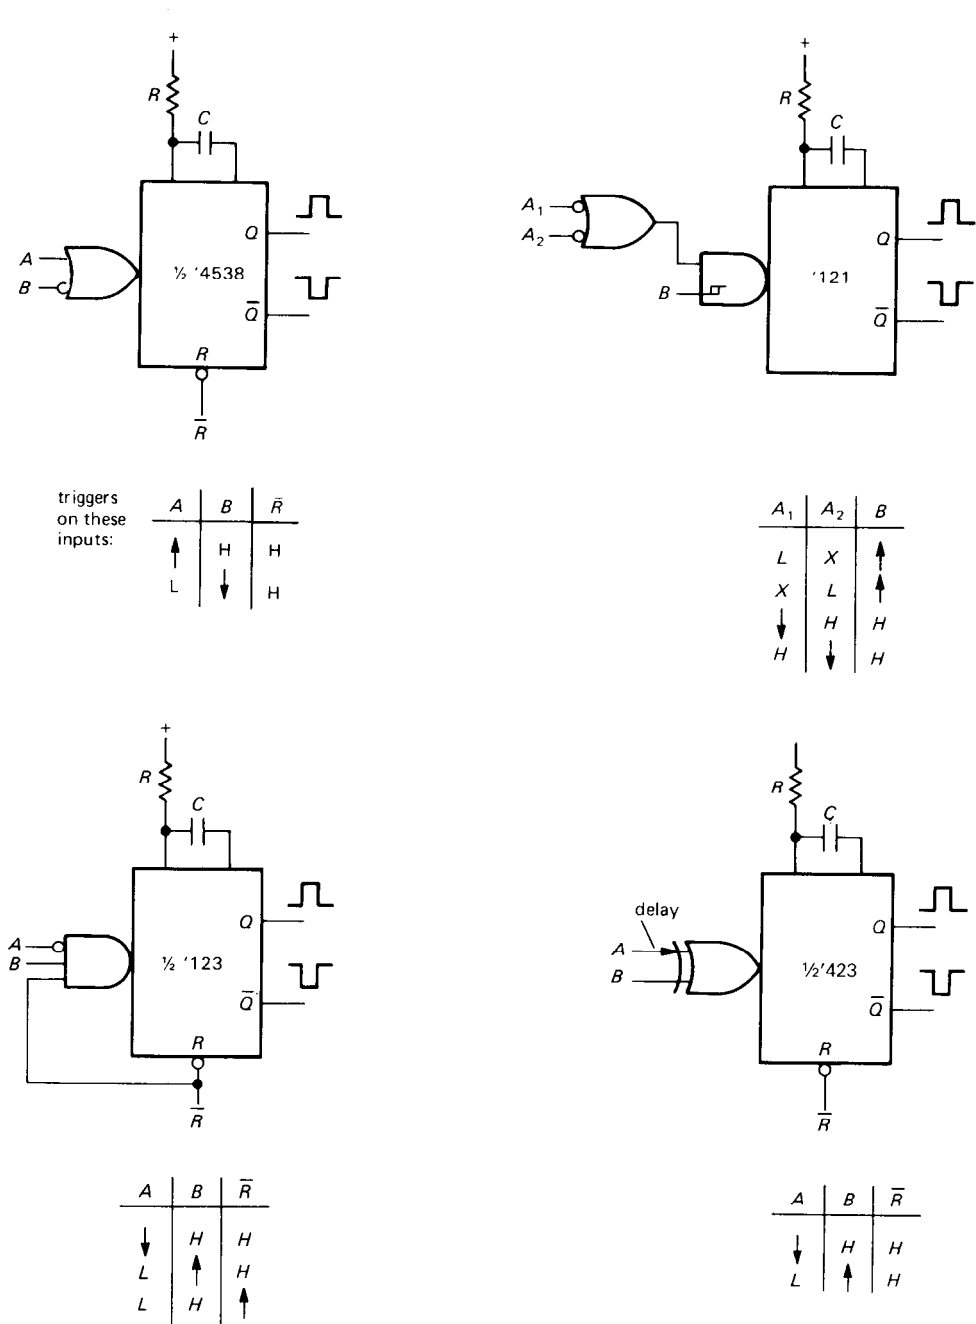 +
R
C
A
B
½ '4538
Q
Q̅
R
R̅
triggers
on these
inputs:
A B R̅
↑ H H
L ↓ H
+
R
C
A₁
A₂
B
'121
Q
Q̅
A₁ A₂ B
L X ↑
X L ↑
↓ H H
H ↓ H
+
R
C
A
B
½ '123
Q
Q̅
R
R̅
A B R̅
↓ H H
L ↑ H
L H ↑
R
C
delay
A
B
½'423
Q
Q̅
R
R̅
A B R̅
↓ H H
L ↑ H